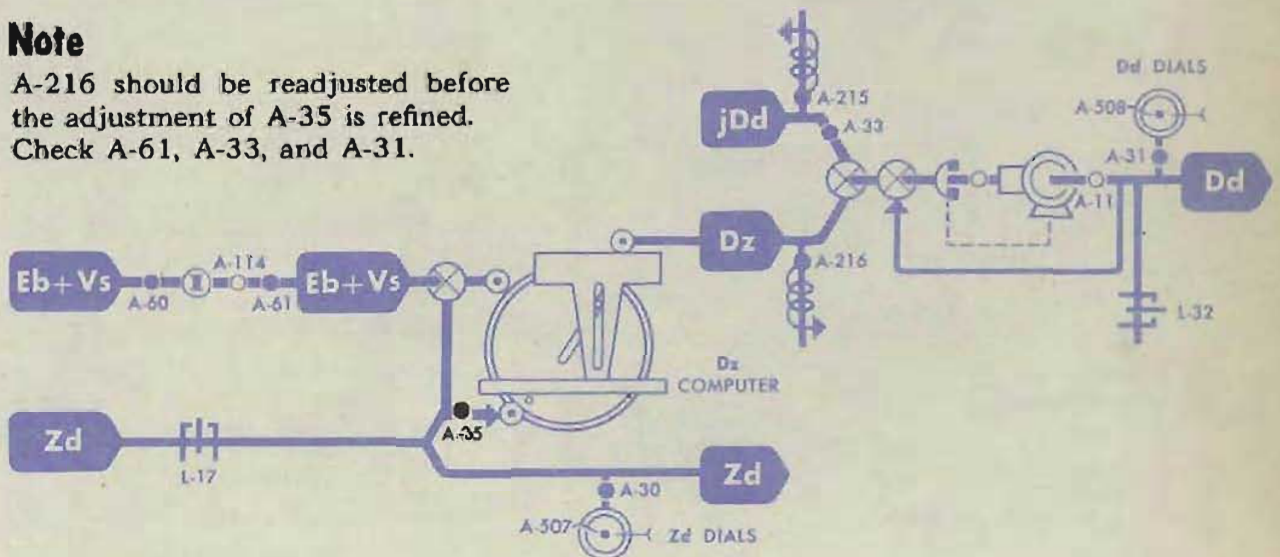 Note
A-216 should be readjusted before
the adjustment of A-35 is refined.
Check A-61, A-33, and A-31.
Dd DIALS
A-215
A-508
jDd
A-33
A-31
Dd
A-11
Dz
A-216
L-32
Eb+Vs
A-60
A-114
A-61
Eb+Vs
Dz
COMPUTER
A-35
Zd
L-17
Zd
A-30
A-507
Zd DIALS